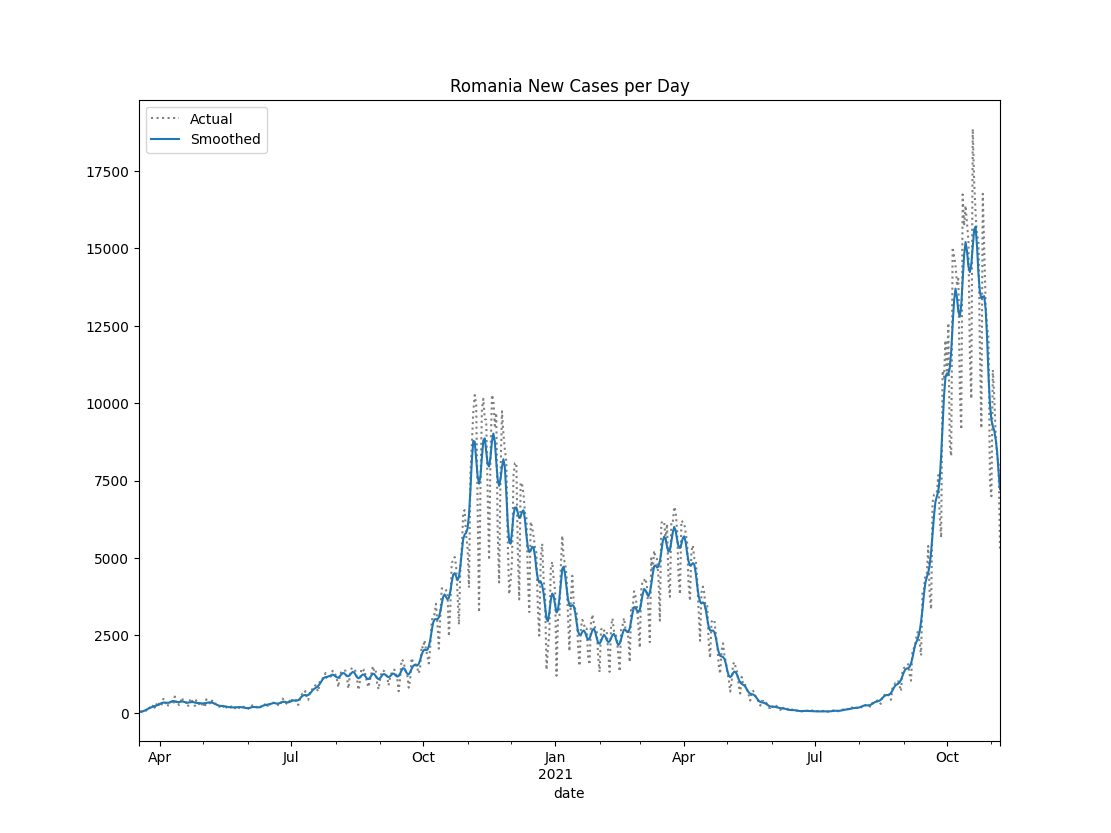 Romania New Cases per Day
Actual
Smoothed
17500
15000
12500
10000
7500
5000
2500
0
Apr Jul Oct Jan Apr Jul Oct
2021
date